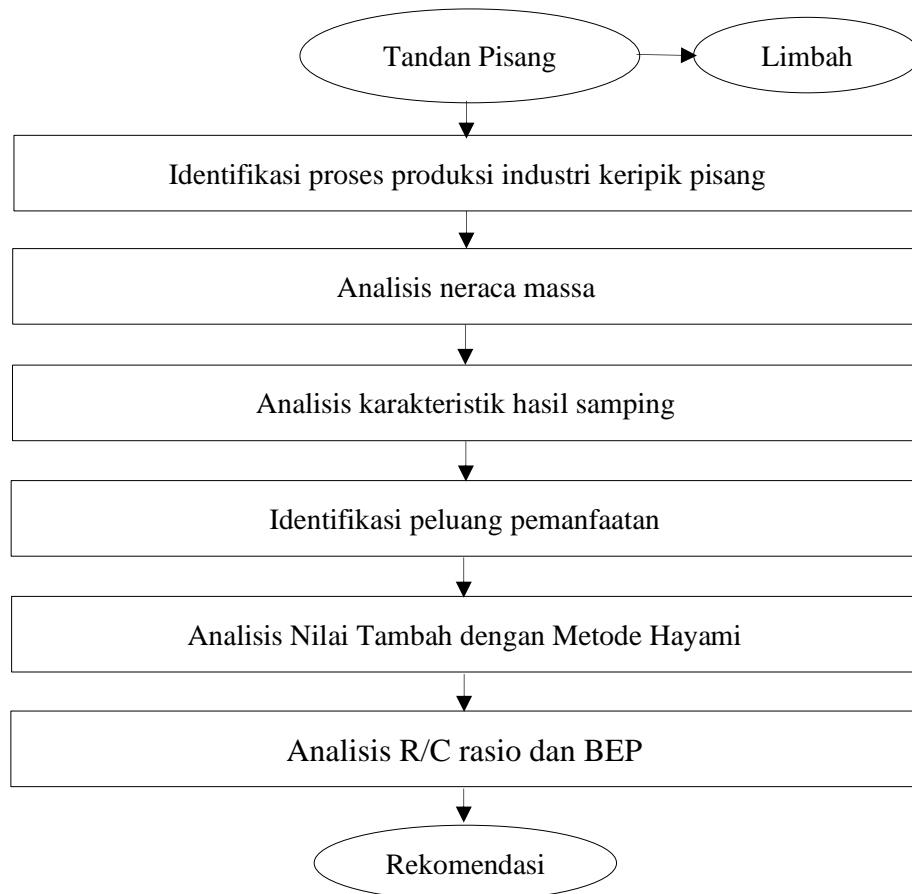 Tandan Pisang
Limbah
Identifikasi proses produksi industri keripik pisang
Analisis neraca massa
Analisis karakteristik hasil samping
Identifikasi peluang pemanfaatan
Analisis Nilai Tambah dengan Metode Hayami
Analisis R/C rasio dan BEP
Rekomendasi